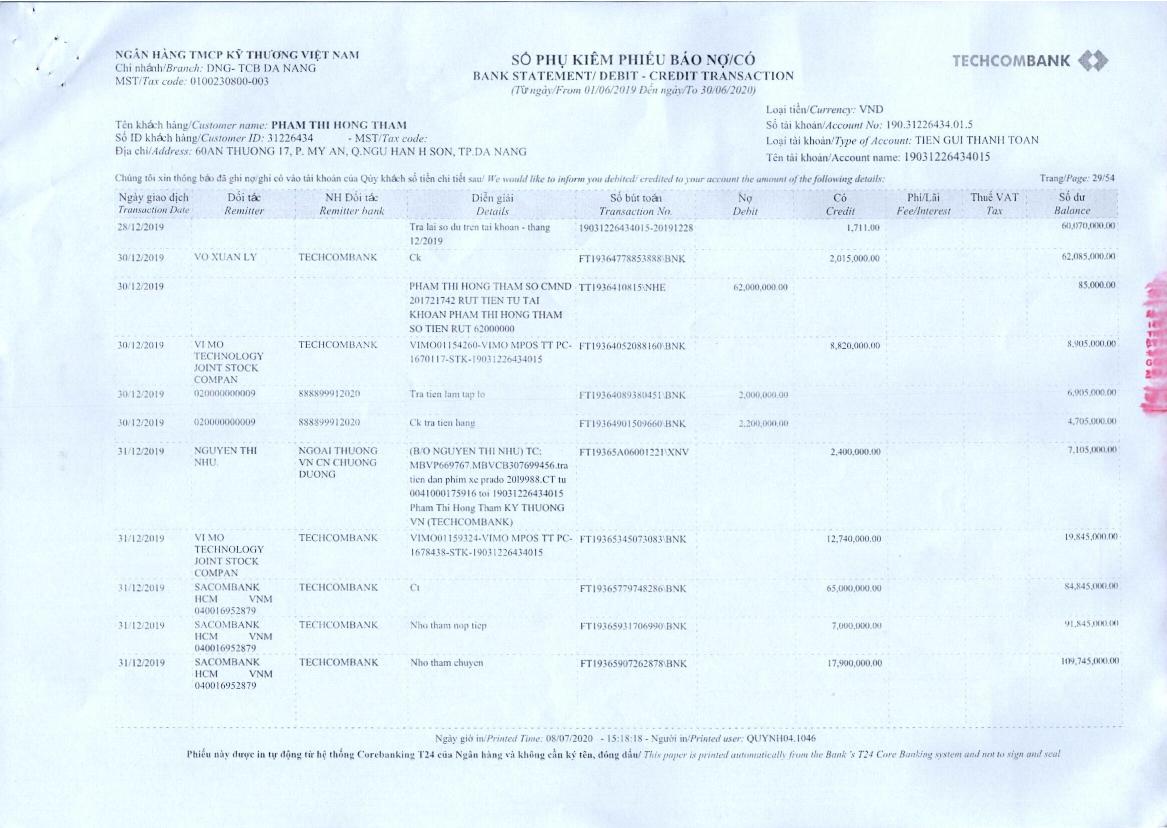 NGÂN HÀNG TMCP KỸ THƯƠNG VIỆT NAM
Chi nhánh/Branch: DNG- TCB DA NANG
MST/Tax code: 0100230800-003
SỔ PHỤ KIÊM PHIẾU BÁO NỢ/CÓ
BANK STATEMENT/ DEBIT - CREDIT TRANSACTION
(Từ ngày/From 01/06/2019 Đến ngày/To 30/06/2020)
TECHCOMBANK
Loại tiền/Currency: VND
Số tài khoản/Account No: 190.31226434.01.5
Loại tài khoản/Type of Account: TIEN GUI THANH TOAN
Tên tài khoản/Account name: 19031226434015
Tên khách hàng/Customer name: PHAM THI HONG THAM
Số ID khách hàng/Customer ID: 31226434 - MST/Tax code:
Địa chỉ/Address: 60AN THUONG 17, P. MY AN, Q.NGU HAN H SON, TP.DA NANG
Chúng tôi xin thông báo đã ghi nợ/ghi có vào tài khoản của Qúy khách số tiền chi tiết sau/ We would like to inform you debited/ credited to your account the amount of the following details:
Trang/Page: 29/54
Ngày giao dịch Đối tác NH Đối tác Diễn giải Số bút toán Nợ Có Phí/Lãi Thuế VAT Số dư
Transaction Date Remitter Remitter bank Details Transaction No. Debit Credit Fee/Interest Tax Balance
28/12/2019 Tra lai so du tren tai khoan - thang 19031226434015-20191228 1,711.00 60,070,000.00
12/2019
30/12/2019 VO XUAN LY TECHCOMBANK Ck FT19364778853888\BNK 2,015,000.00 62,085,000.00
30/12/2019 PHAM THI HONG THAM SO CMND TT1936410815\NHE 62,000,000.00 85,000.00
201721742 RUT TIEN TU TAI
KHOAN PHAM THI HONG THAM
SO TIEN RUT 62000000
30/12/2019 VI MO TECHCOMBANK VIMO01154260-VIMO MPOS TT PC- FT19364052088160\BNK 8,820,000.00 8,905,000.00
TECHNOLOGY 1670117-STK-19031226434015
JOINT STOCK
COMPAN
30/12/2019 020000000009 888899912020 Tra tien lam tap lo FT19364089380451\BNK 2,000,000.00 6,905,000.00
30/12/2019 020000000009 888899912020 Ck tra tien hang FT19364901509660\BNK 2,200,000.00 4,705,000.00
31/12/2019 NGUYEN THI NGOAI THUONG (B/O NGUYEN THI NHU) TC: FT19365A06001221\XNV 2,400,000.00 7,105,000.00
NHU. VN CN CHUONG MBVP669767.MBVCB307699456.tra
DUONG tien dan phim xe prado 2019988.CT tu
0041000175916 toi 19031226434015
Pham Thi Hong Tham KY THUONG
VN (TECHCOMBANK)
31/12/2019 VI MO TECHCOMBANK VIMO01159324-VIMO MPOS TT PC- FT19365345073083\BNK 12,740,000.00 19,845,000.00
TECHNOLOGY 1678438-STK-19031226434015
JOINT STOCK
COMPAN
31/12/2019 SACOMBANK TECHCOMBANK Ct FT19365779748286\BNK 65,000,000.00 84,845,000.00
HCM VNM
040016952879
31/12/2019 SACOMBANK TECHCOMBANK Nho tham nop tiep FT19365931706990\BNK 7,000,000.00 91,845,000.00
HCM VNM
040016952879
31/12/2019 SACOMBANK TECHCOMBANK Nho tham chuyen FT19365907262878\BNK 17,900,000.00 109,745,000.00
HCM VNM
040016952879
Ngày giờ in/Printed Time: 08/07/2020 - 15:18:18 - Người in/Printed user: QUYNH04.1046
Phiếu này được in tự động từ hệ thống Corebanking T24 của Ngân hàng và không cần ký tên, đóng dấu/ This paper is printed automatically from the Bank 's T24 Core Banking system and not to sign and seal